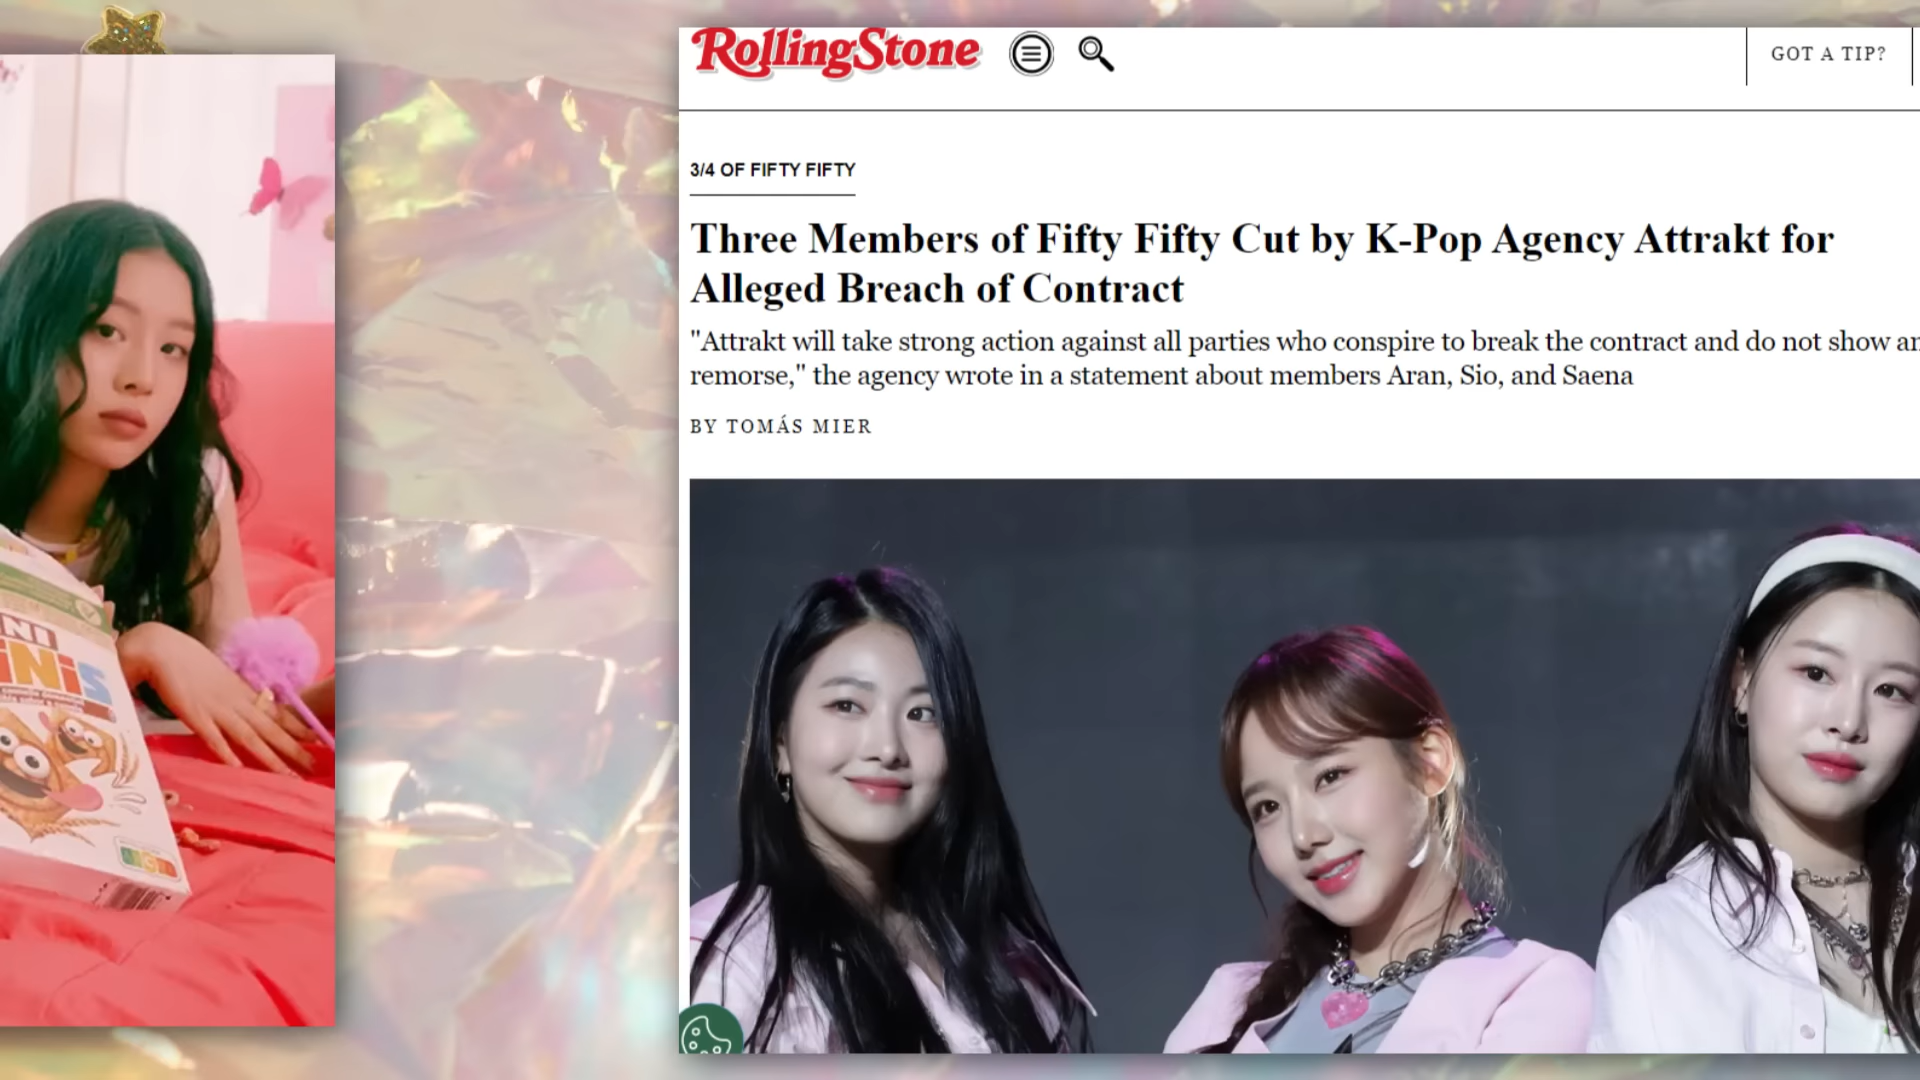 RollingStone
GOT A TIP?
3/4 OF FIFTY FIFTY
Three Members of Fifty Fifty Cut by K-Pop Agency Attrakt for
Alleged Breach of Contract
"Attrakt will take strong action against all parties who conspire to break the contract and do not show
remorse," the agency wrote in a statement about members Aran, Sio, and Saena
BY TOMÁS MIER